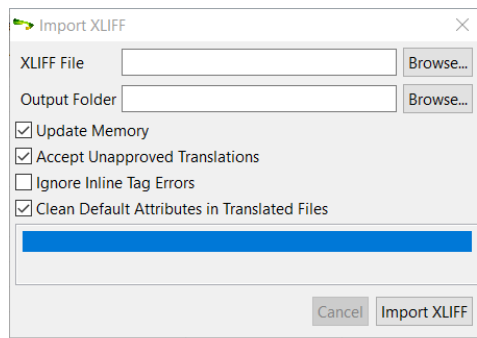 Import XLIFF
XLIFF File
Browse...
Output Folder
Browse...
Update Memory
Accept Unapproved Translations
Ignore Inline Tag Errors
Clean Default Attributes in Translated Files
Cancel
Import XLIFF